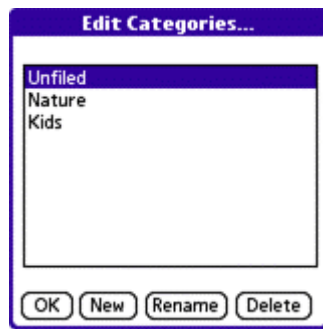 Edit Categories...
Unfiled
Nature
Kids
OK New Rename Delete